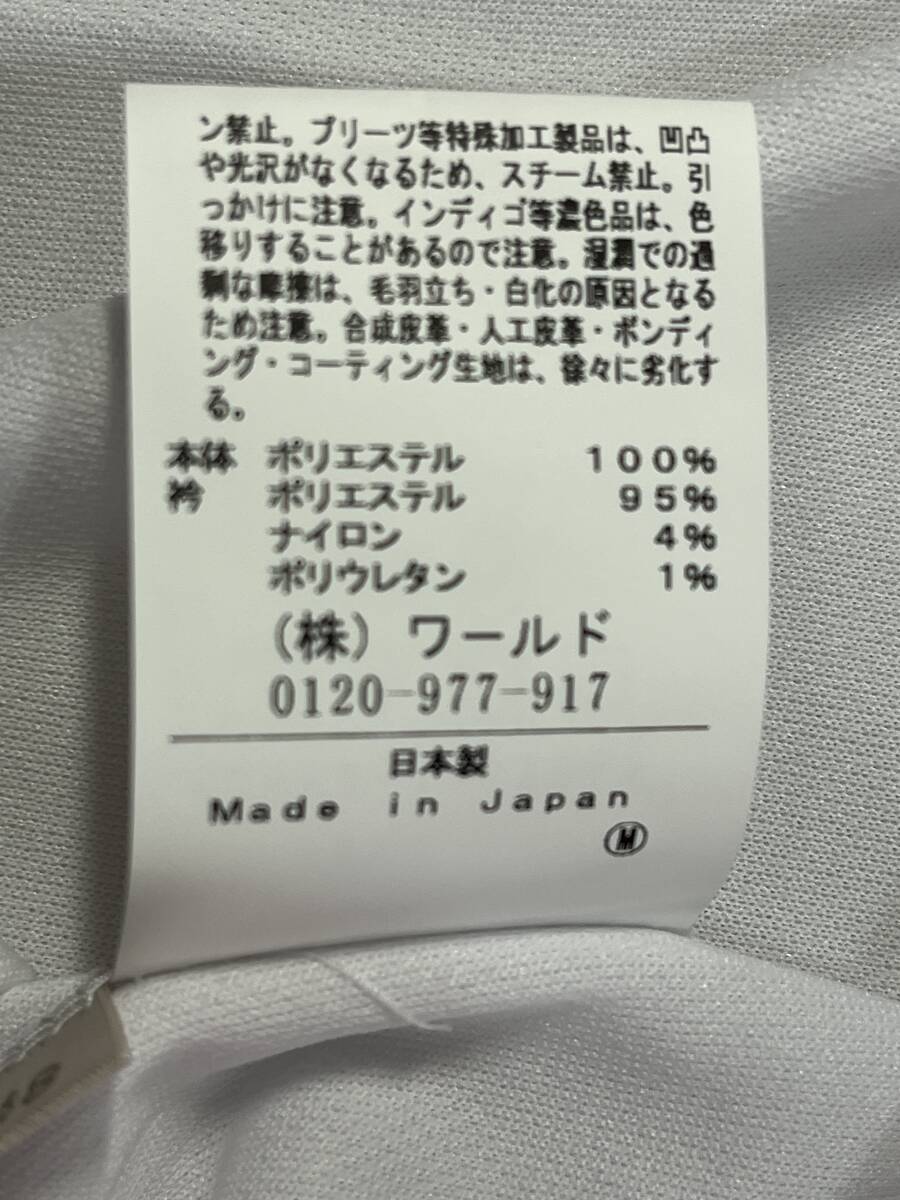 ン禁止。プリーツ等特殊加工製品は、凹凸
や光沢がなくなるため、スチーム禁止。引
っかけに注意。インディゴ等濃色品は、色
移りすることがあるので注意。湿潤での過
剰な摩擦は、毛羽立ち・白化の原因となる
ため注意。合成皮革・人工皮革・ボンディ
ング・コーティング生地は、徐々に劣化す
る。
本体 ポリエステル 100%
衿 ポリエステル 95%
ナイロン 4%
ポリウレタン 1%
(株)ワールド
0120-977-917
日本製
Made in Japan
M